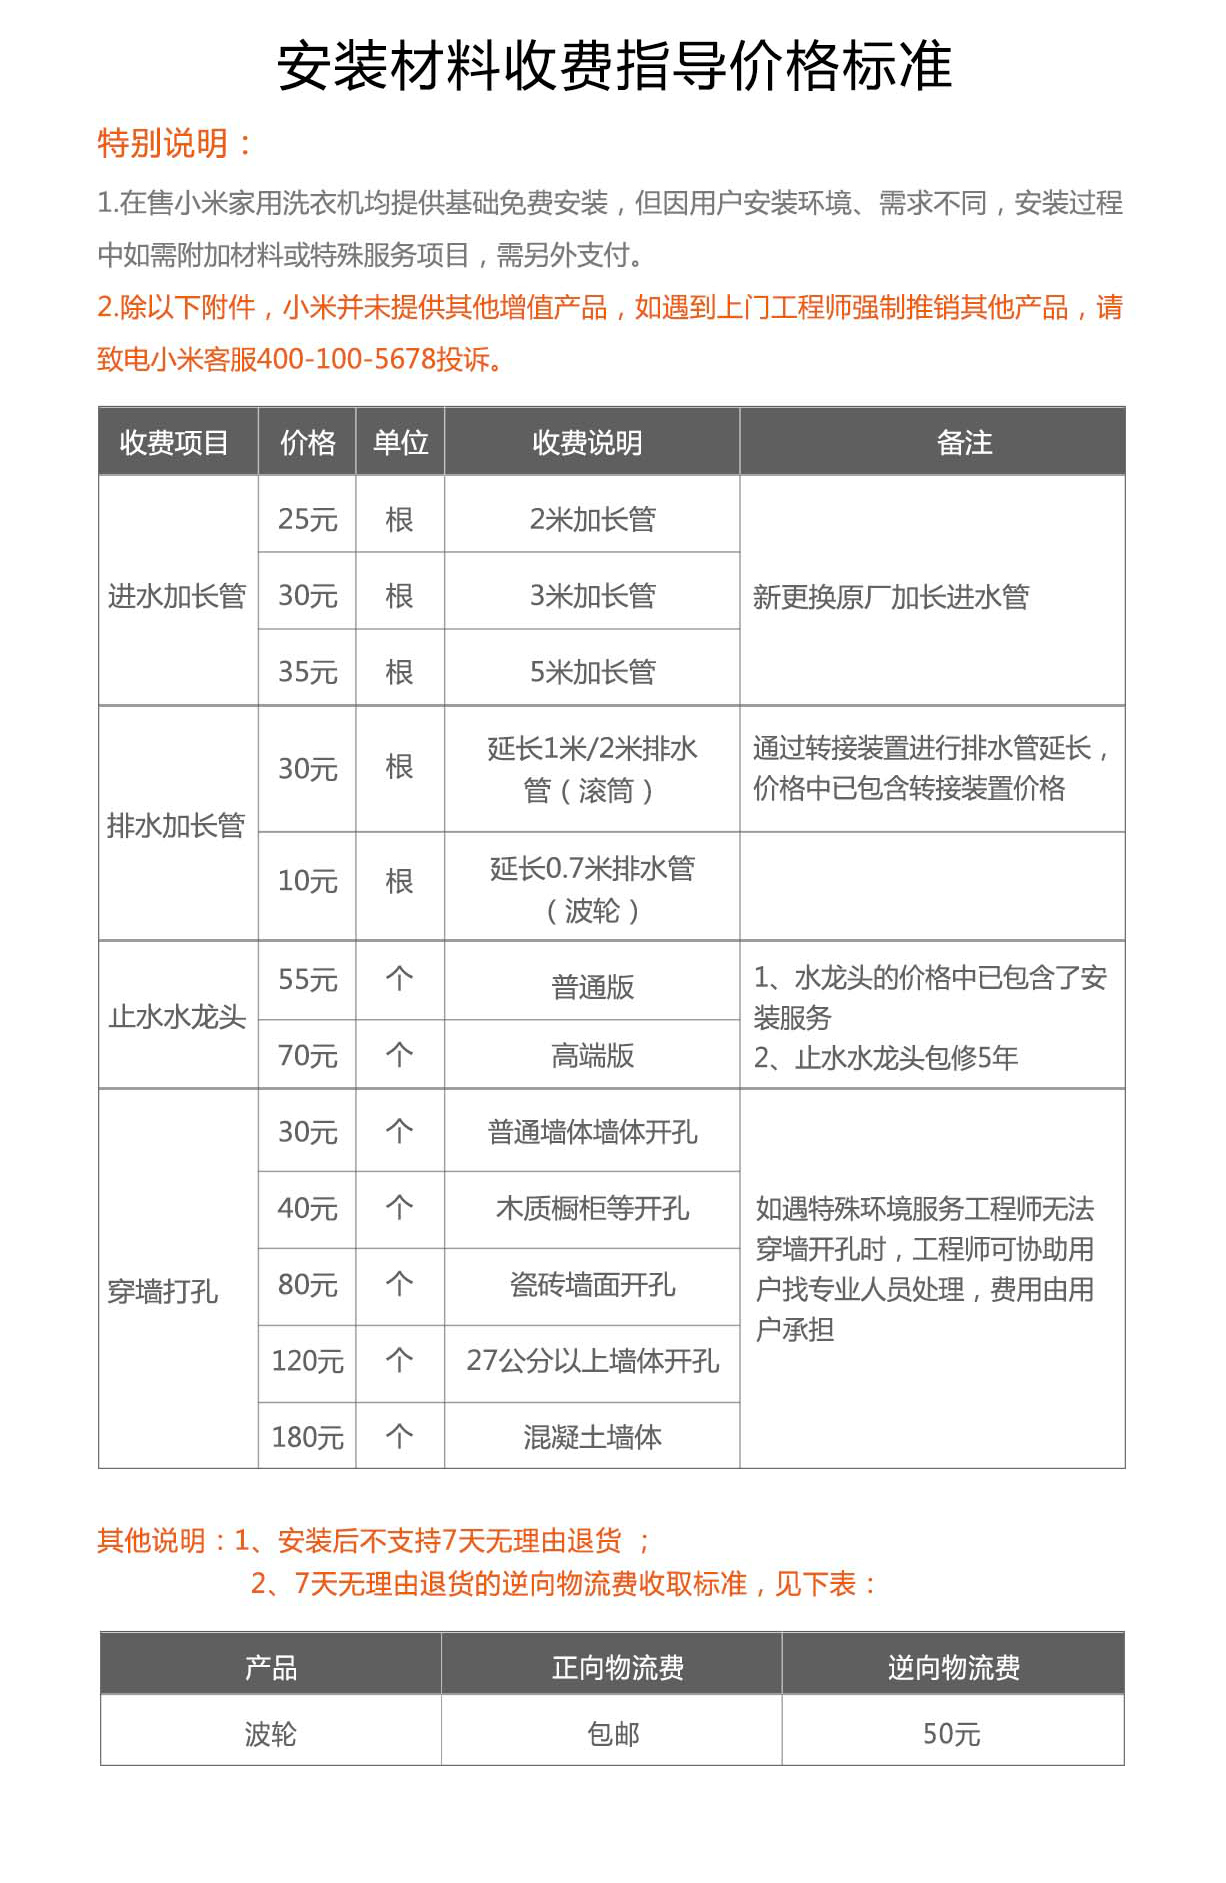 安装材料收费指导价格标准
特别说明：
1.在售小米家用洗衣机均提供基础免费安装，但因用户安装环境、需求不同，安装过程
中如需附加材料或特殊服务项目，需另外支付。
2.除以下附件，小米并未提供其他增值产品，如遇到上门工程师强制推销其他产品，请
致电小米客服400-100-5678投诉。
收费项目 价格 单位 收费说明 备注
进水加长管
25元 根 2米加长管
30元 根 3米加长管
35元 根 5米加长管
新更换原厂加长进水管
排水加长管
30元 根
延长1米/2米排水
管（滚筒）
通过转接装置进行排水管延长，
价格中已包含转接装置价格
10元 根
延长0.7米排水管
（波轮）
止水水龙头
55元 个 普通版
70元 个 高端版
1、水龙头的价格中已包含了安
装服务
2、止水水龙头包修5年
穿墙打孔
30元 个 普通墙体墙体开孔
40元 个 木质橱柜等开孔
80元 个 瓷砖墙面开孔
120元 个 27公分以上墙体开孔
180元 个 混凝土墙体
如遇特殊环境服务工程师无法
穿墙开孔时，工程师可协助用
户找专业人员处理，费用由用
户承担
其他说明：1、安装后不支持7天无理由退货 ；
2、7天无理由退货的逆向物流费收取标准，见下表：
产品 正向物流费 逆向物流费
波轮 包邮 50元